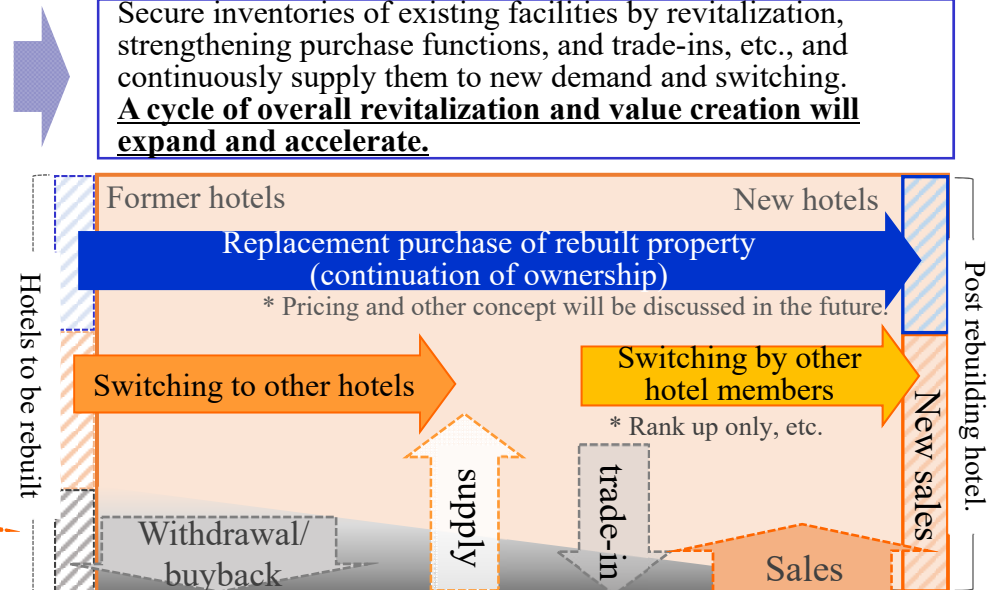 Secure inventories of existing facilities by revitalization,
strengthening purchase functions, and trade-ins, etc., and
continuously supply them to new demand and switching.
A cycle of overall revitalization and value creation will
expand and accelerate.
Former hotels
New hotels
Replacement purchase of rebuilt property
(continuation of ownership)
* Pricing and other concept will be discussed in the future.
Hotels to be rebuilt
Post rebuilding hotel.
Switching to other hotels
Switching by other
hotel members
* Rank up only, etc.
New sales
supply
trade-in
Withdrawal/
buyback
Sales